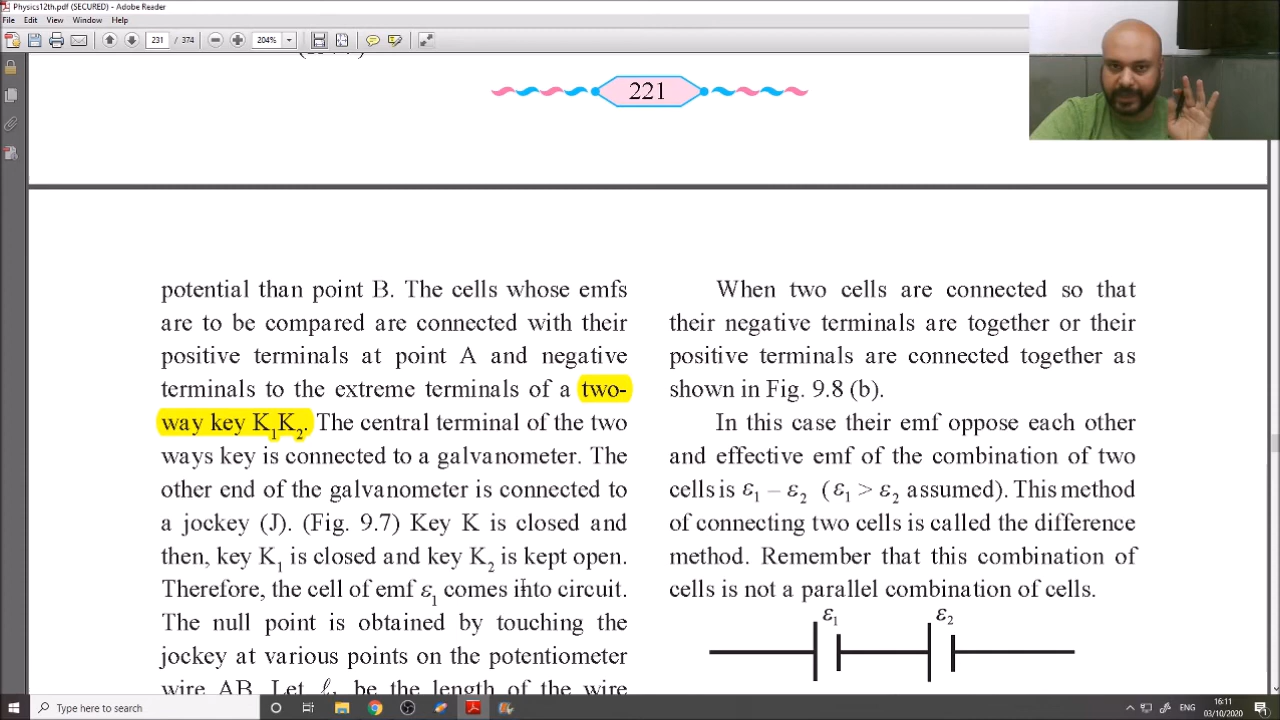 Physics12th.pdf (SECURED) - Adobe Reader
File Edit View Window Help
231 / 374 204%
221
potential than point B. The cells whose emfs
are to be compared are connected with their
positive terminals at point A and negative
terminals to the extreme terminals of a two-
way key K₁K₂. The central terminal of the two
ways key is connected to a galvanometer. The
other end of the galvanometer is connected to
a jockey (J). (Fig. 9.7) Key K is closed and
then, key K₁ is closed and key K₂ is kept open.
Therefore, the cell of emf ε₁ comes into circuit.
The null point is obtained by touching the
jockey at various points on the potentiometer
wire AB. Let be the length of the wire
When two cells are connected so that
their negative terminals are together or their
positive terminals are connected together as
shown in Fig. 9.8 (b).
In this case their emf oppose each other
and effective emf of the combination of two
cells is ε₁ – ε₂ (ε₁ > ε₂ assumed). This method
of connecting two cells is called the difference
method. Remember that this combination of
cells is not a parallel combination of cells.
ε₁ ε₂
Type here to search
ENG
16:11
03/10/2020